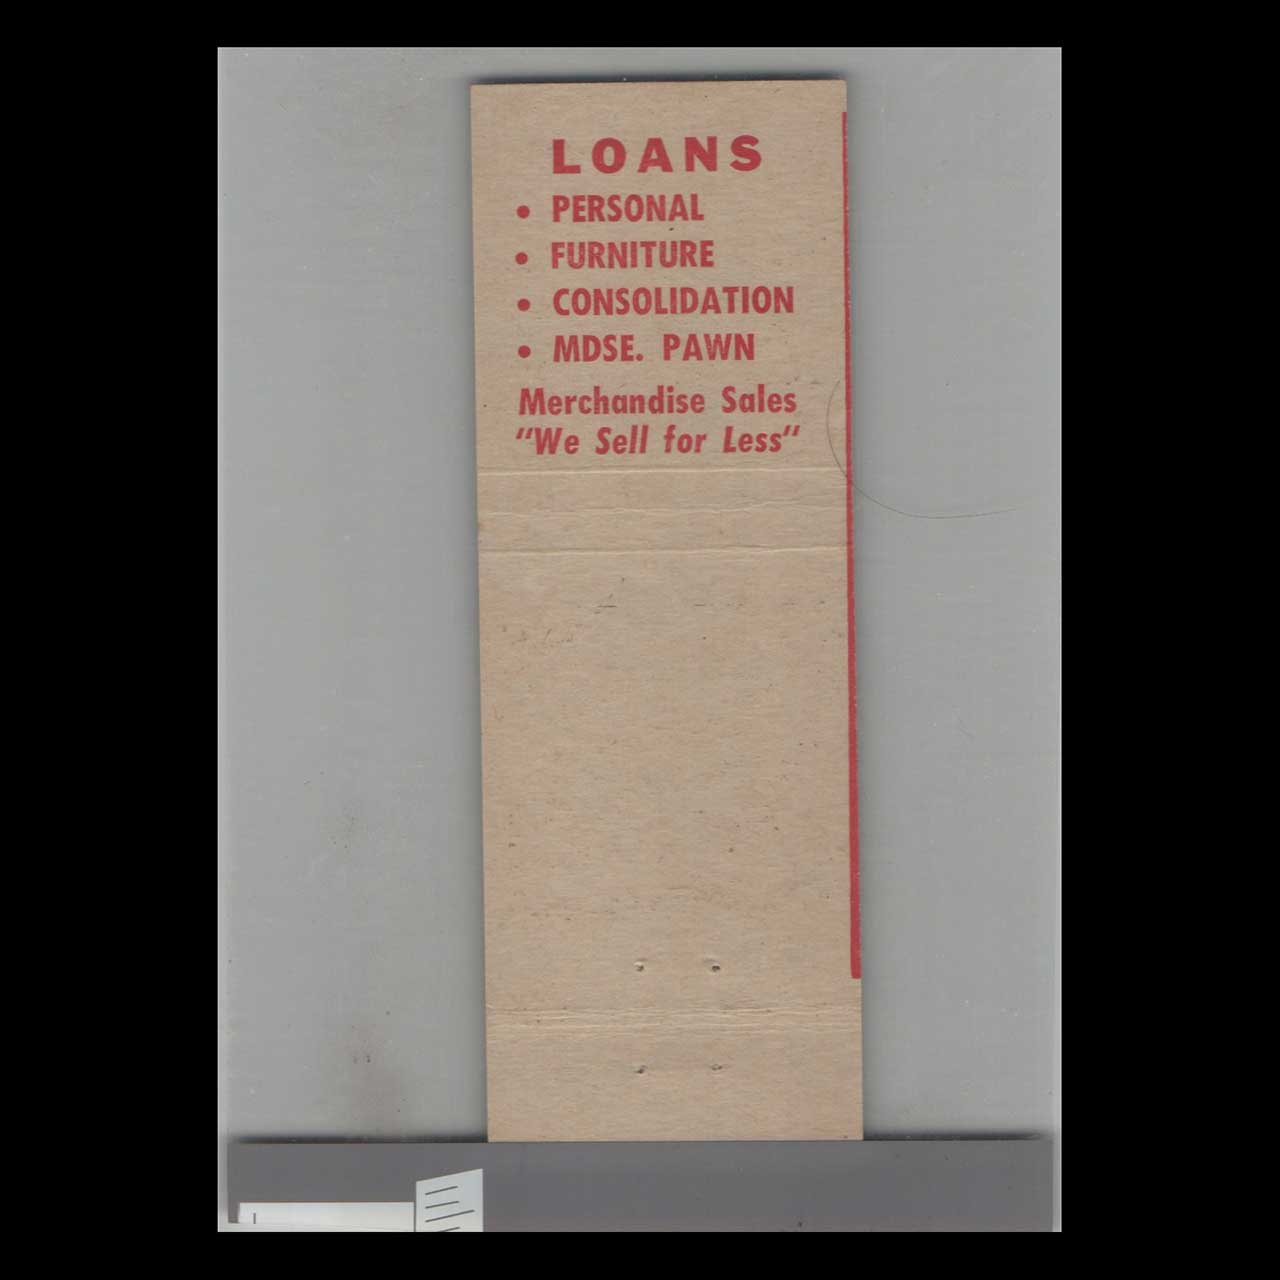 LOANS
• PERSONAL
• FURNITURE
• CONSOLIDATION
• MDSE. PAWN
Merchandise Sales
"We Sell for Less"